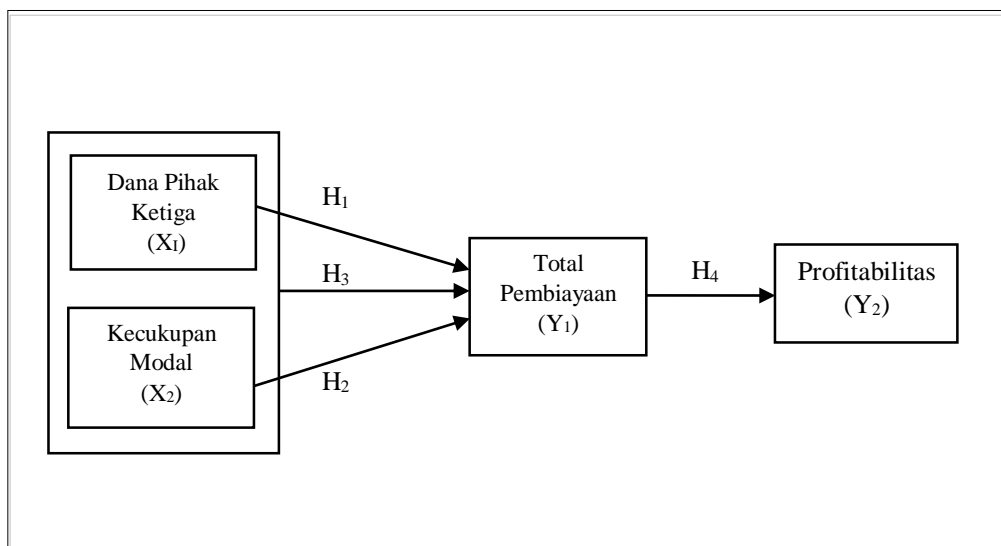 Dana Pihak
Ketiga
(X₁)
H₁
H₃
Kecukupan
Modal
(X₂)
H₂
Total
Pembiayaan
(Y₁)
H₄
Profitabilitas
(Y₂)